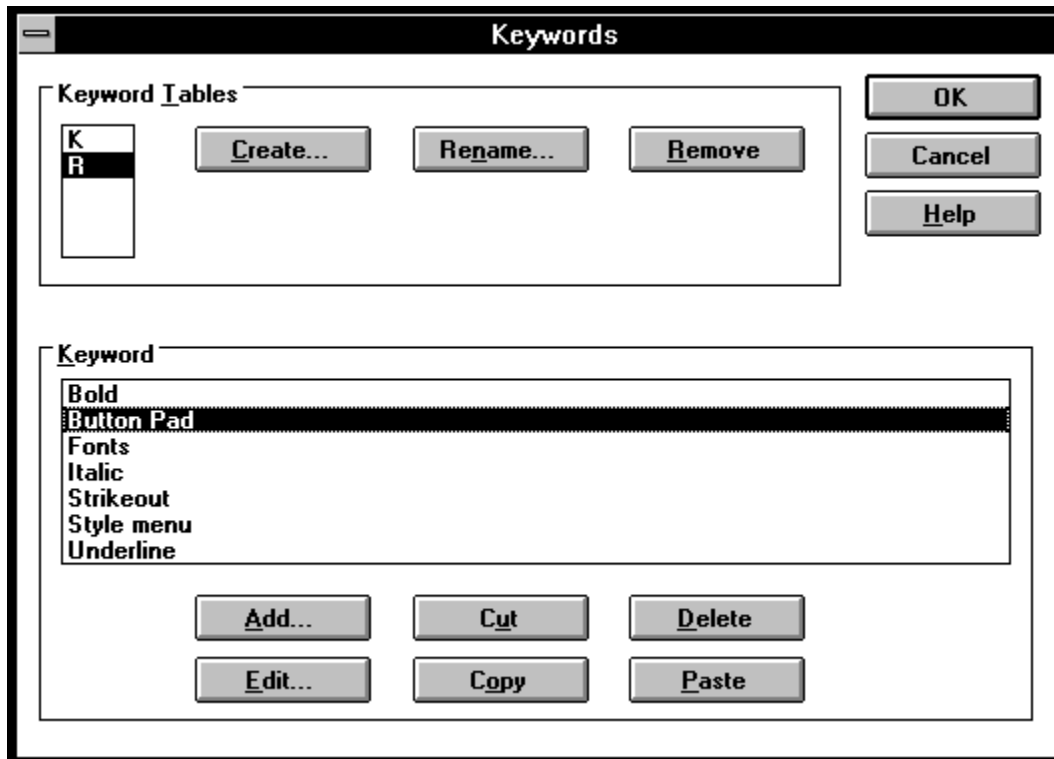 Keywords
Keyword Tables
K
R
Create...
Rename...
Remove
OK
Cancel
Help
Keyword
Bold
Button Pad
Fonts
Italic
Strikeout
Style menu
Underline
Add...
Cut
Delete
Edit...
Copy
Paste